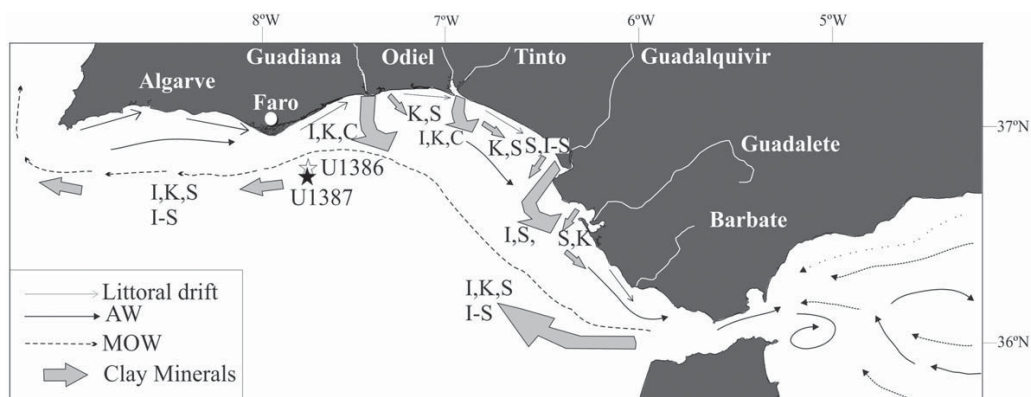 8ºW 7ºW 6ºW 5ºW
Guadiana Odiel Tinto Guadalquivir
Algarve
Faro
37ºN
K,S
I,K,C
I,K,C
K,S
S,I-S
Guadalete
U1386
U1387
I,K,S
I-S
Barbate
I,S,
S,K
I,K,S
I-S
36ºN
Littoral drift
AW
MOW
Clay Minerals